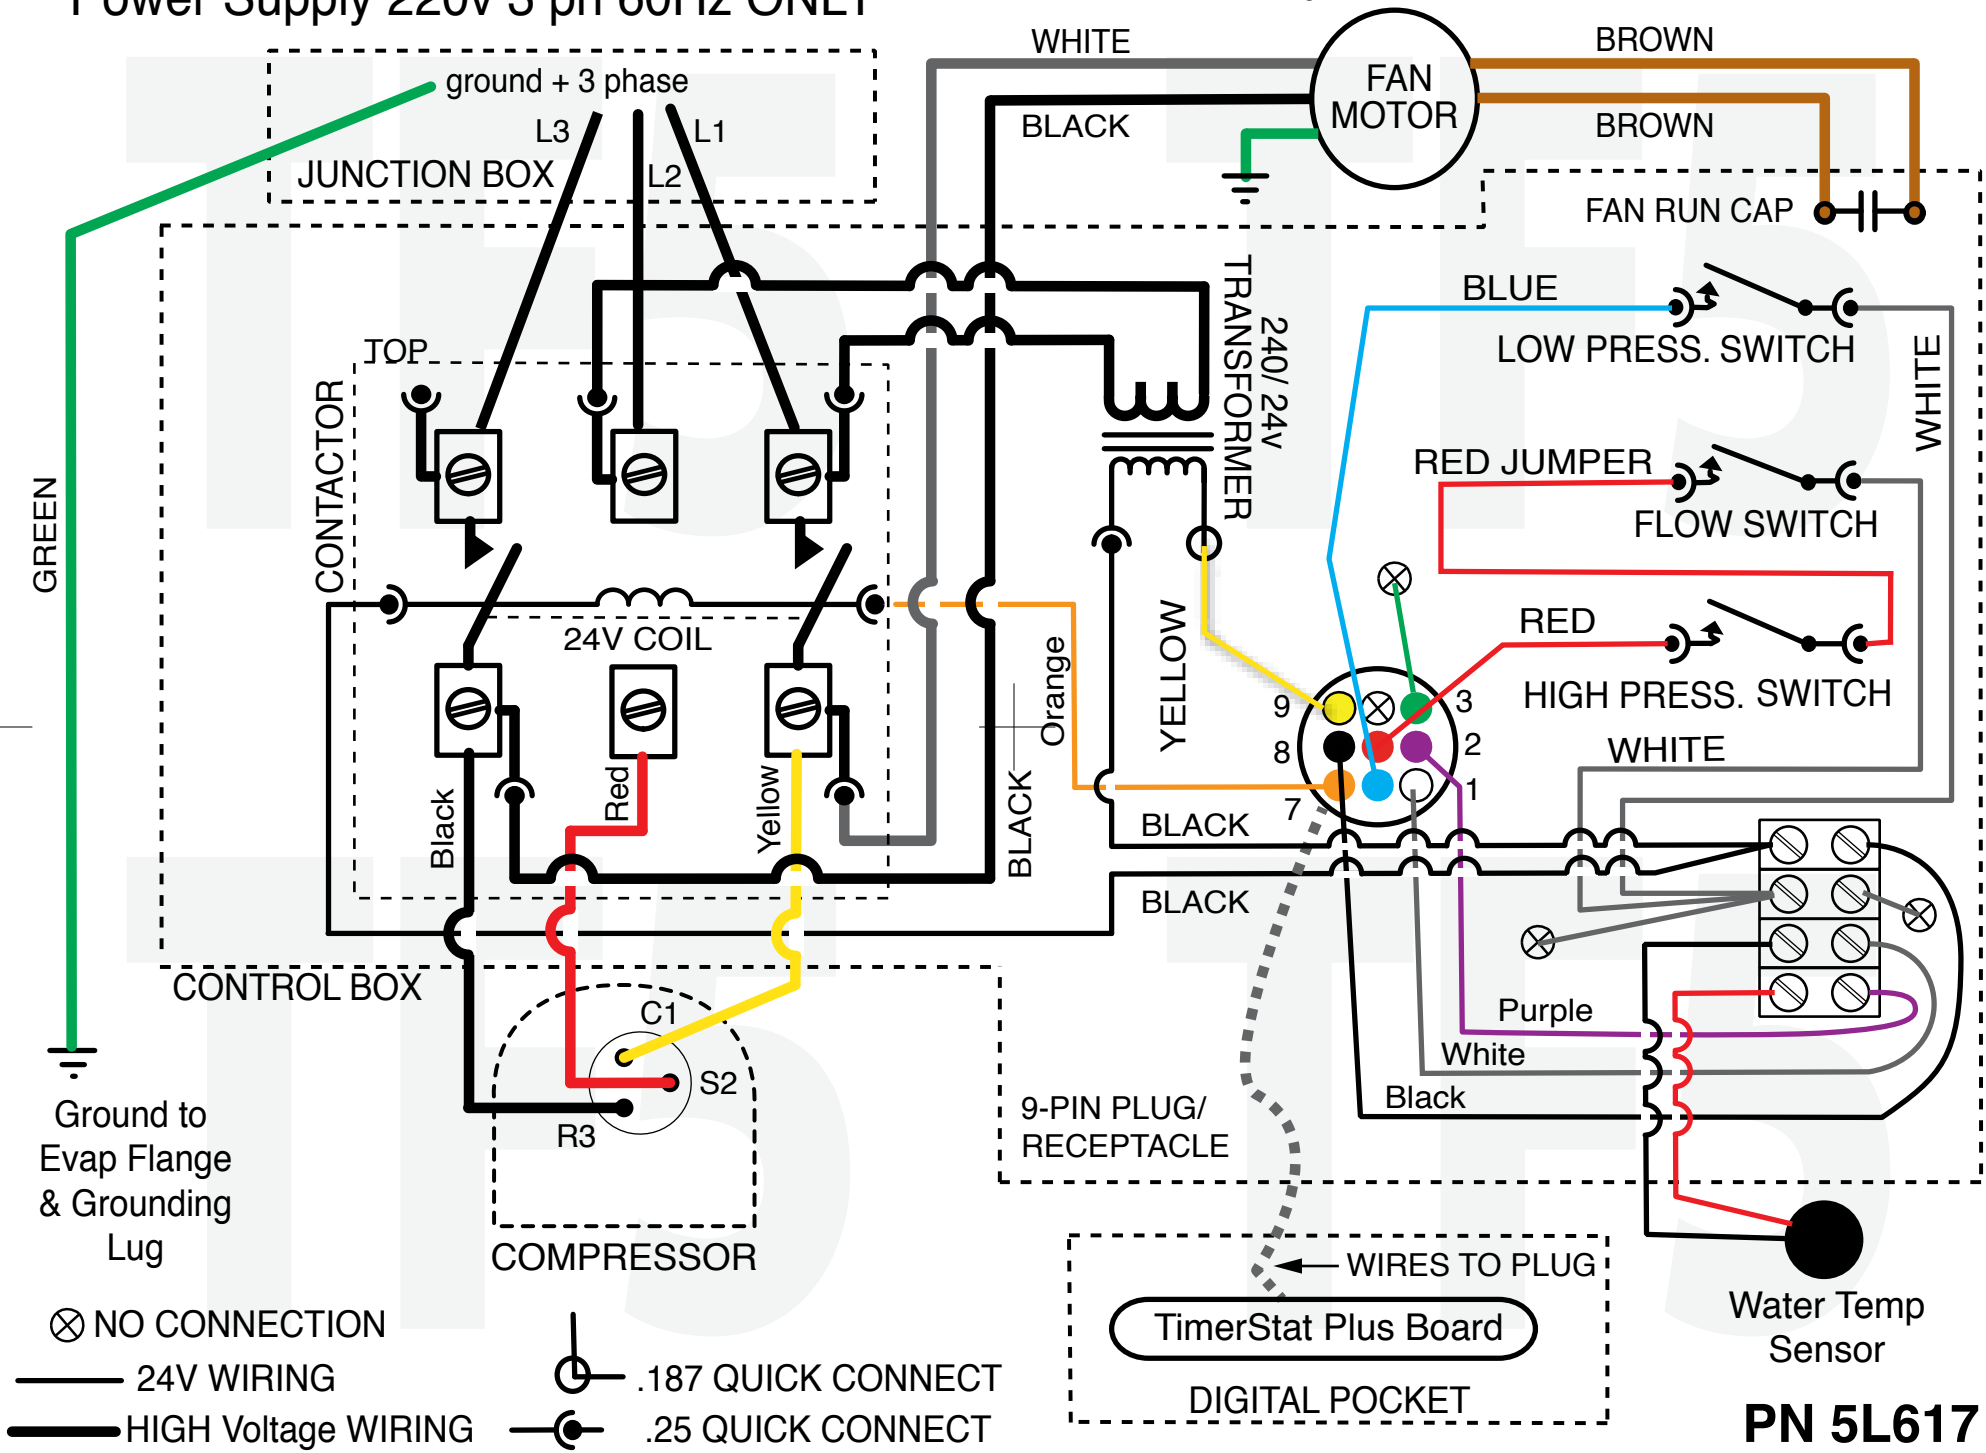 Power Supply 220v 3 ph 60Hz ONLY
ground + 3 phase
L3
L1
L2
JUNCTION BOX
WHITE
BLACK
FAN
MOTOR
BROWN
BROWN
FAN RUN CAP
TOP
CONTACTOR
GREEN
24V COIL
240/ 24v
TRANSFORMER
BLUE
LOW PRESS. SWITCH
WHITE
RED JUMPER
FLOW SWITCH
RED
HIGH PRESS. SWITCH
YELLOW
Orange
BLACK
9
8
7
3
2
1
WHITE
Black
Red
Yellow
BLACK
BLACK
CONTROL BOX
C1
S2
R3
COMPRESSOR
Purple
White
Black
9-PIN PLUG/
RECEPTACLE
Ground to
Evap Flange
& Grounding
Lug
WIRES TO PLUG
TimerStat Plus Board
DIGITAL POCKET
Water Temp
Sensor
NO CONNECTION
24V WIRING
HIGH Voltage WIRING
.187 QUICK CONNECT
.25 QUICK CONNECT
PN 5L617
TF5
TF5
TF5
TF5